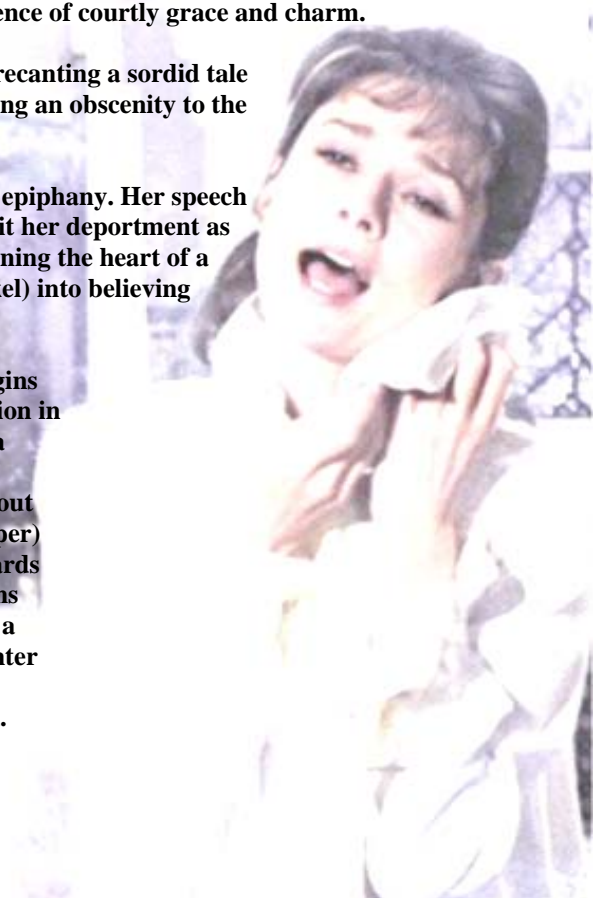 ence of courtly grace and charm.
recanting a sordid tale
ng an obscenity to the
epiphany. Her speech
it her deportment as
ning the heart of a
kel) into believing
gins
ion in
a
out
per)
ards
ns
a
nter
.